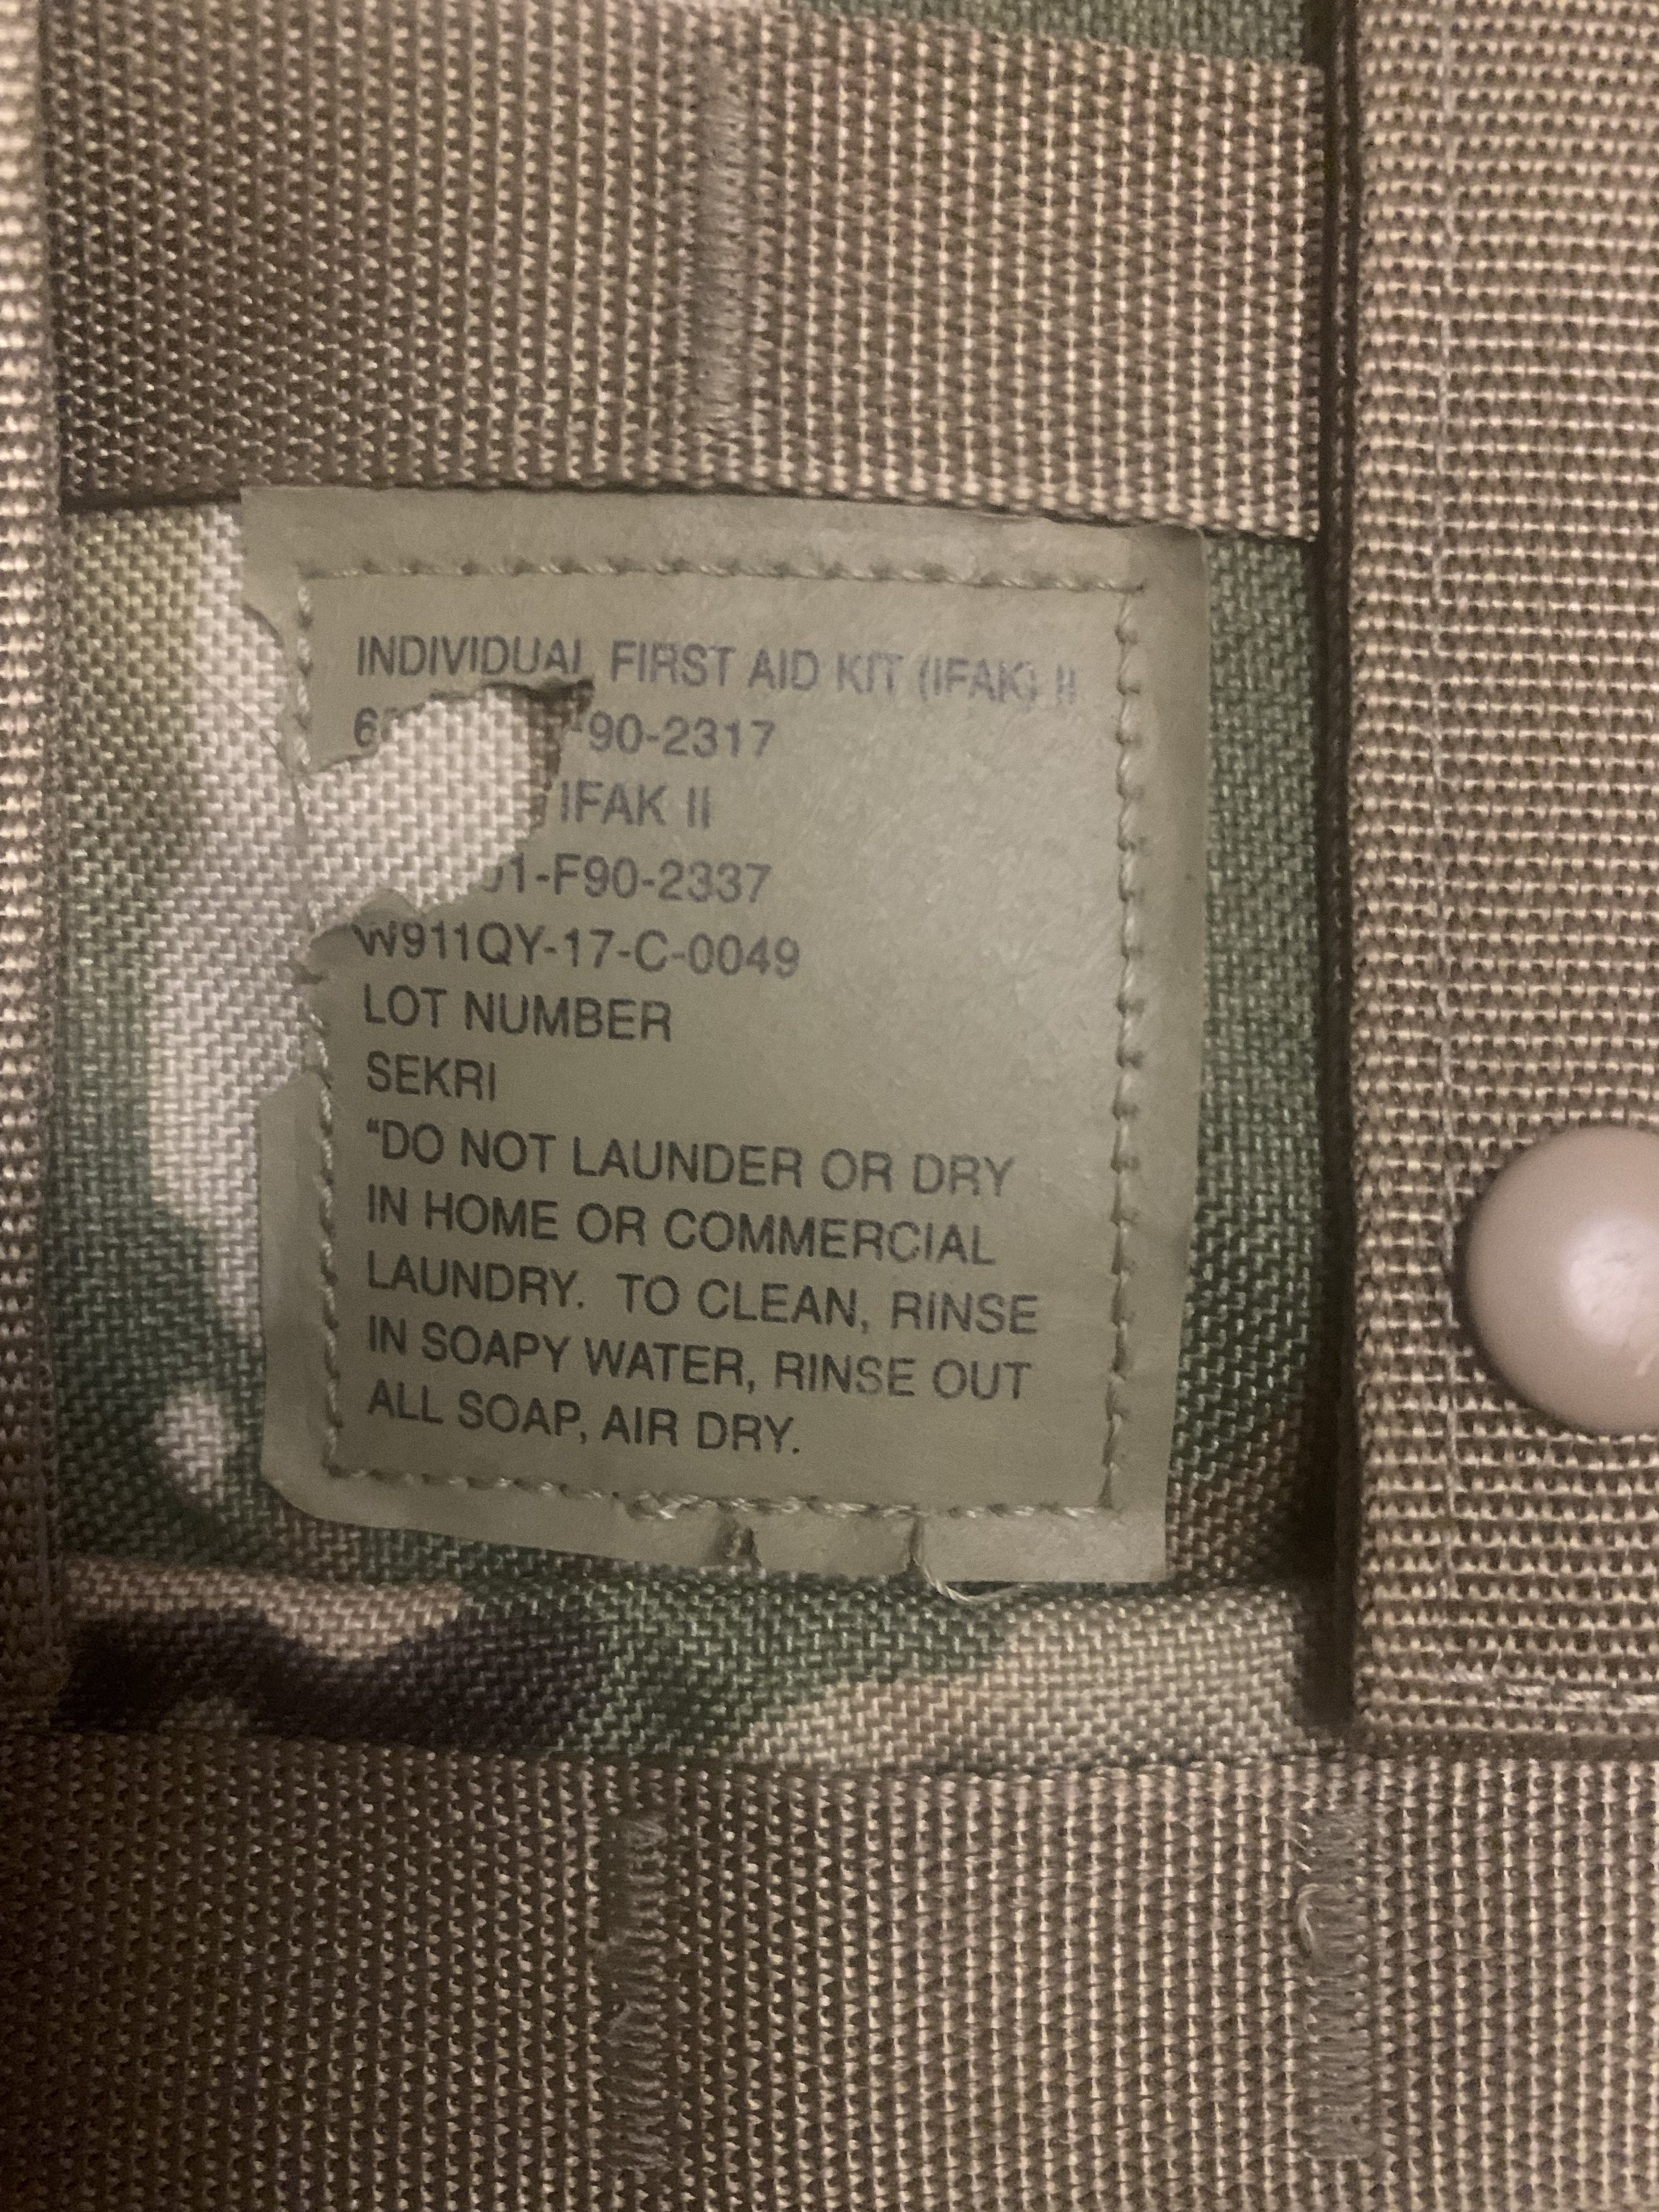 INDIVIDUAL FIRST AID KIT (IFAK) II
-90-2317
IFAK II
1-F90-2337
W911QY-17-C-0049
LOT NUMBER
SEKRI
“DO NOT LAUNDER OR DRY
IN HOME OR COMMERCIAL
LAUNDRY. TO CLEAN, RINSE
IN SOAPY WATER, RINSE OUT
ALL SOAP, AIR DRY.